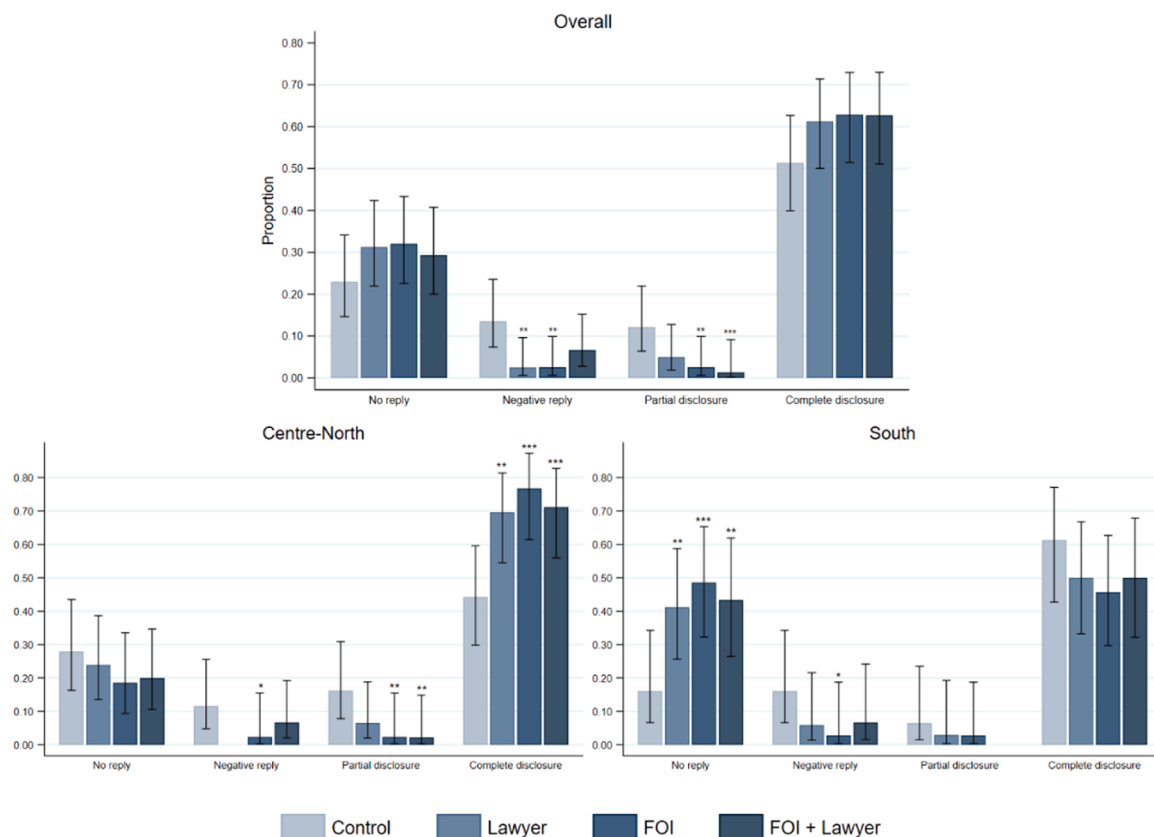 Overall
Proportion
0.80
0.70
0.60
0.50
0.40
0.30
0.20
0.10
0.00
** ** ** ***
No reply Negative reply Partial disclosure Complete disclosure
Centre-North
0.80
0.70
0.60
0.50
0.40
0.30
0.20
0.10
0.00
* ** ** ** *** ***
No reply Negative reply Partial disclosure Complete disclosure
South
0.80
0.70
0.60
0.50
0.40
0.30
0.20
0.10
0.00
** *** ** *
No reply Negative reply Partial disclosure Complete disclosure
Control Lawyer FOI FOI + Lawyer